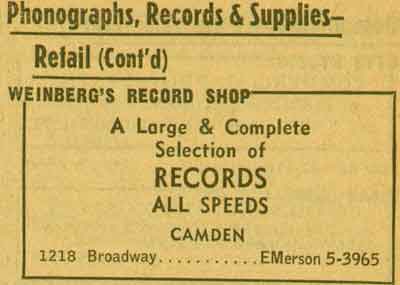 Phonographs, Records & Supplies—
Retail (Cont'd)
WEINBERG'S RECORD SHOP
A Large & Complete
Selection of
RECORDS
ALL SPEEDS
CAMDEN
1218 Broadway...........EMerson 5-3965